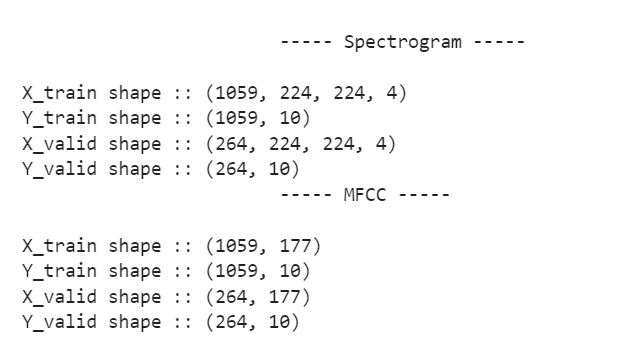 ----- Spectrogram -----
X_train shape :: (1059, 224, 224, 4)
Y_train shape :: (1059, 10)
X_valid shape :: (264, 224, 224, 4)
Y_valid shape :: (264, 10)
----- MFCC -----
X_train shape :: (1059, 177)
Y_train shape :: (1059, 10)
X_valid shape :: (264, 177)
Y_valid shape :: (264, 10)